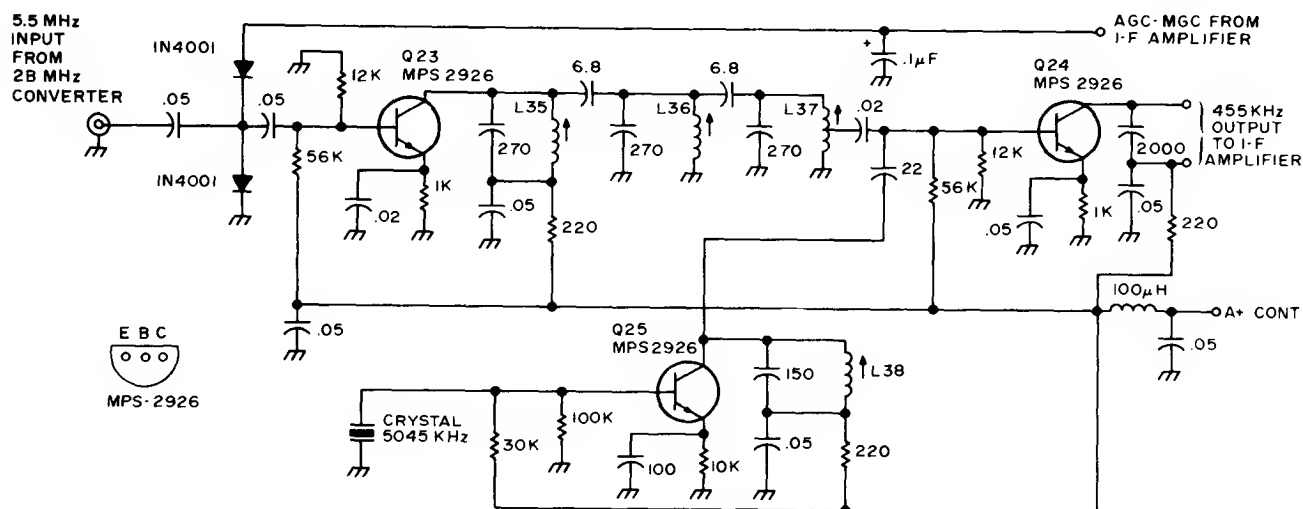 5.5 MHz
INPUT
FROM
2B MHz
CONVERTER
1N4001
.05
.05
1N4001
12K
56K
Q23
MPS 2926
.02
1K
270
L35
.05
220
6.8
270
L36
6.8
270
L37
.02
22
.1µF
+
AGC-MGC FROM
I-F AMPLIFIER
Q24
MPS 2926
56K
12K
.05
1K
2000
.05
220
455KHz
OUTPUT
TO I-F
AMPLIFIER
100µH
A+ CONT
.05
.05
E B C
MPS-2926
Q25
MPS2926
CRYSTAL
5045 KHz
30K
100K
100
10K
150
L38
.05
220